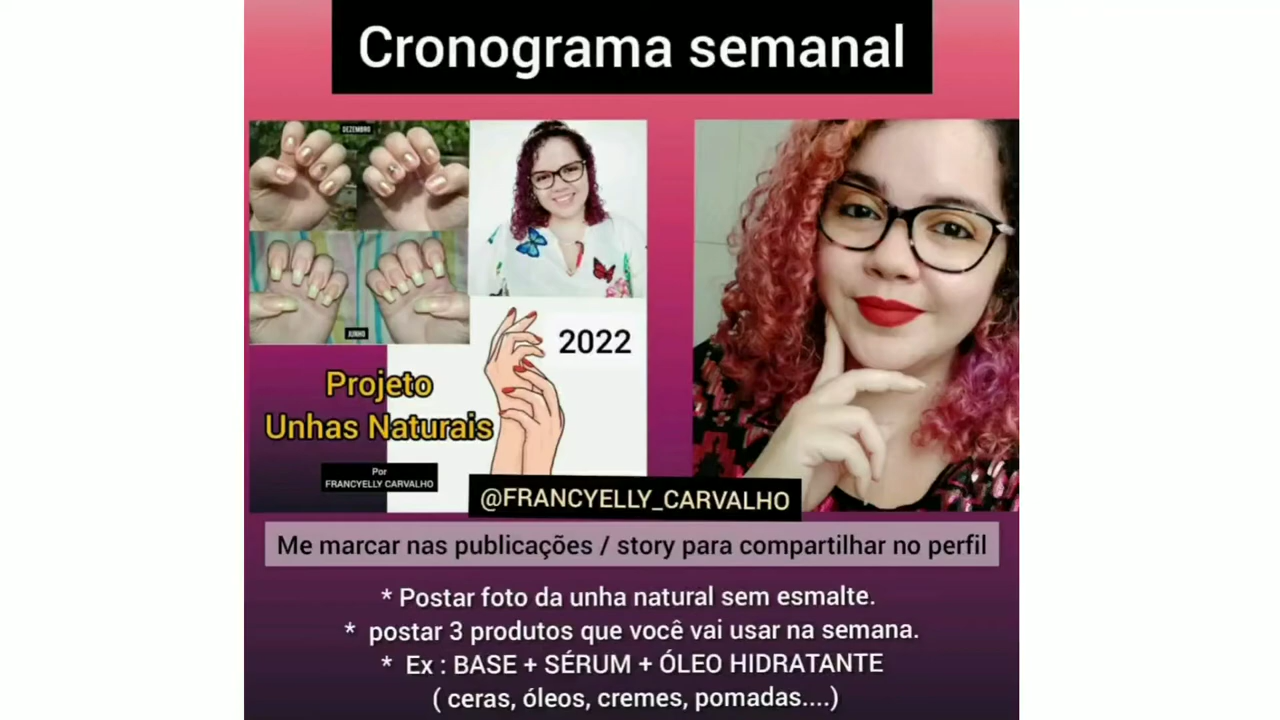 Cronograma semanal
DEZEMBRO
JUNHO
2022
Projeto
Unhas Naturais
Por
FRANCYELLY CARVALHO
@FRANCYELLY_CARVALHO
Me marcar nas publicações / story para compartilhar no perfil
* Postar foto da unha natural sem esmalte.
* postar 3 produtos que você vai usar na semana.
* Ex : BASE + SÉRUM + ÓLEO HIDRATANTE
( ceras, óleos, cremes, pomadas....)